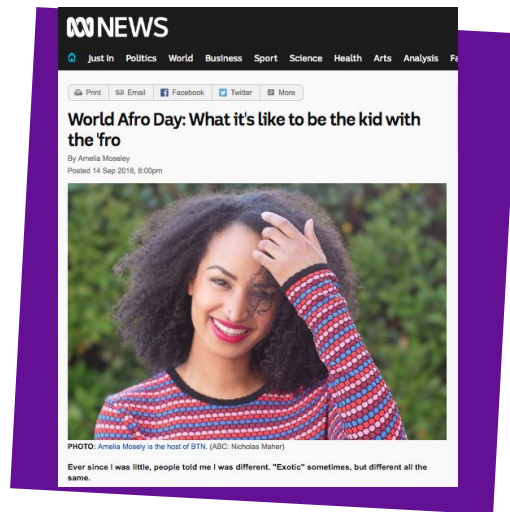 NEWS
Just In Politics World Business Sport Science Health Arts Analysis Fa
Print Email Facebook Twitter More
World Afro Day: What it's like to be the kid with
the 'fro
By Amelia Moseley
Posted 14 Sep 2018, 8:00pm
PHOTO: Amelia Mosely is the host of BTN. (ABC: Nicholas Maher)
Ever since I was little, people told me I was different. "Exotic" sometimes, but different all the
same.